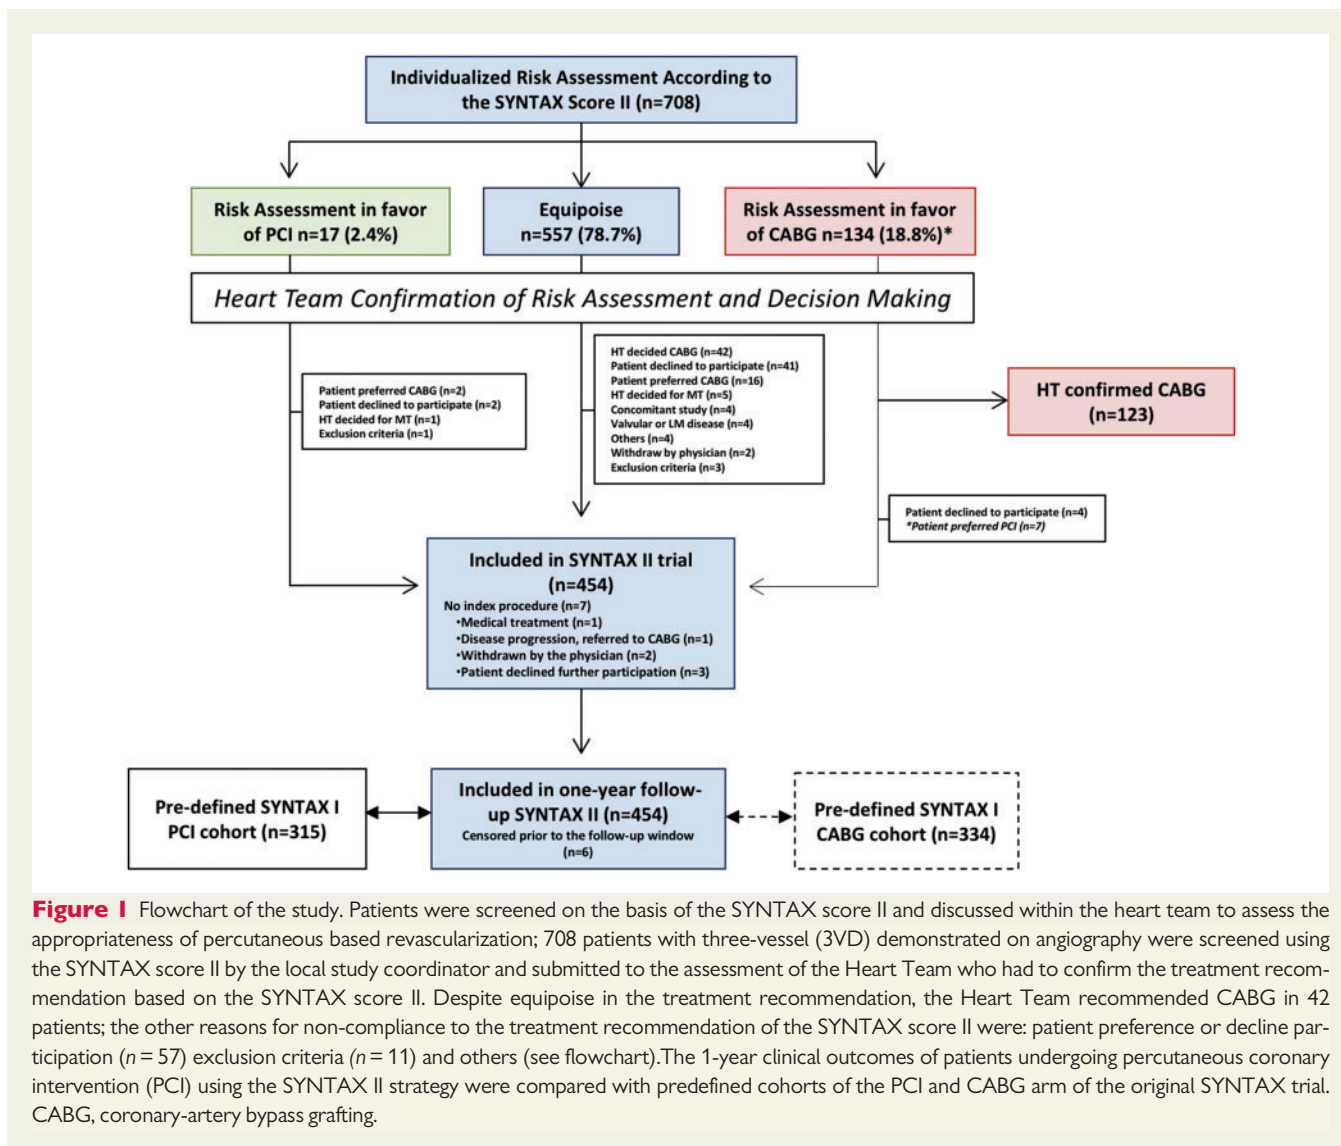 Individualized Risk Assessment According to
the SYNTAX Score II (n=708)
Risk Assessment in favor
of PCI n=17 (2.4%)
Equipoise
n=557 (78.7%)
Risk Assessment in favor
of CABG n=134 (18.8%)*
Heart Team Confirmation of Risk Assessment and Decision Making
Patient preferred CABG (n=2)
Patient declined to participate (n=2)
HT decided for MT (n=1)
Exclusion criteria (n=1)
HT decided CABG (n=42)
Patient declined to participate (n=41)
Patient preferred CABG (n=16)
HT decided for MT (n=5)
Concomitant study (n=4)
Valvular or LM disease (n=4)
Others (n=4)
Withdraw by physician (n=2)
Exclusion criteria (n=3)
HT confirmed CABG
(n=123)
Patient declined to participate (n=4)
*Patient preferred PCI (n=7)
Included in SYNTAX II trial
(n=454)
No index procedure (n=7)
•Medical treatment (n=1)
•Disease progression, referred to CABG (n=1)
•Withdrawn by the physician (n=2)
•Patient declined further participation (n=3)
Pre-defined SYNTAX I
PCI cohort (n=315)
Included in one-year follow-
up SYNTAX II (n=454)
Censored prior to the follow-up window
(n=6)
Pre-defined SYNTAX I
CABG cohort (n=334)
Figure 1 Flowchart of the study. Patients were screened on the basis of the SYNTAX score II and discussed within the heart team to assess the
appropriateness of percutaneous based revascularization; 708 patients with three-vessel (3VD) demonstrated on angiography were screened using
the SYNTAX score II by the local study coordinator and submitted to the assessment of the Heart Team who had to confirm the treatment recom-
mendation based on the SYNTAX score II. Despite equipoise in the treatment recommendation, the Heart Team recommended CABG in 42
patients; the other reasons for non-compliance to the treatment recommendation of the SYNTAX score II were: patient preference or decline par-
ticipation (n = 57) exclusion criteria (n = 11) and others (see flowchart).The 1-year clinical outcomes of patients undergoing percutaneous coronary
intervention (PCI) using the SYNTAX II strategy were compared with predefined cohorts of the PCI and CABG arm of the original SYNTAX trial.
CABG, coronary-artery bypass grafting.